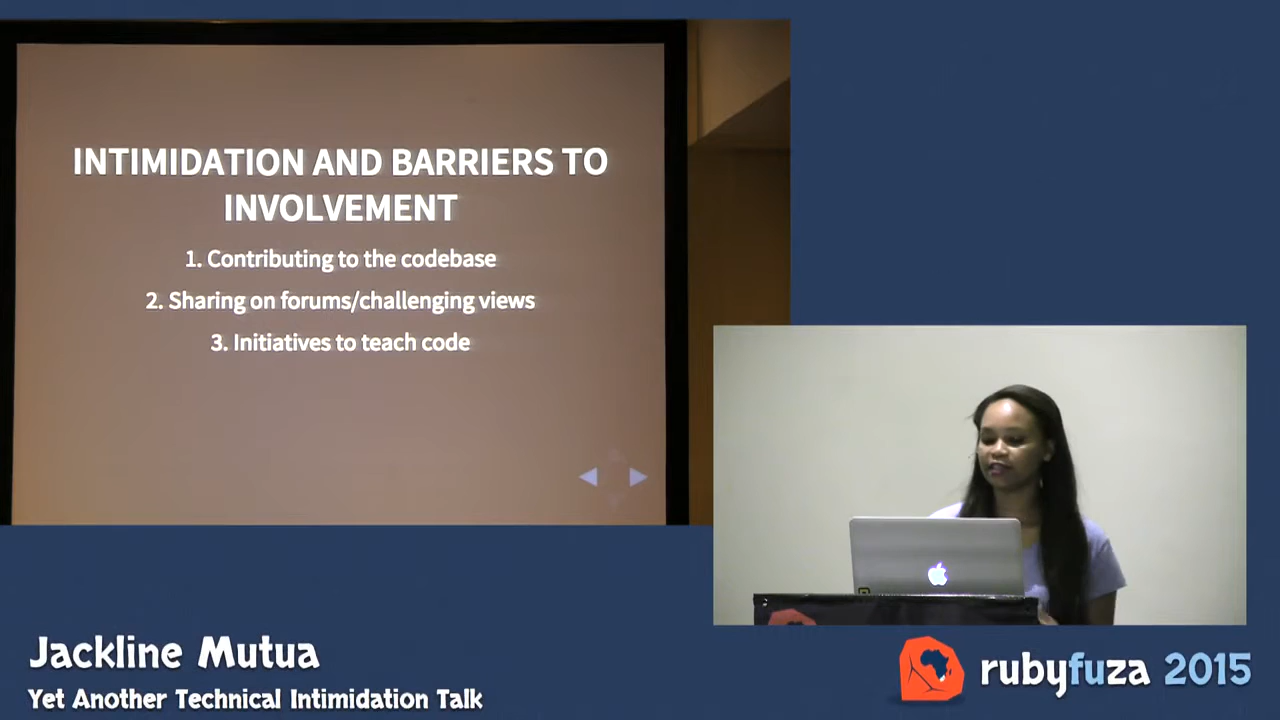 INTIMIDATION AND BARRIERS TO
INVOLVEMENT
1. Contributing to the codebase
2. Sharing on forums/challenging views
3. Initiatives to teach code
Jackline Mutua
Yet Another Technical Intimidation Talk
rubyfuza 2015